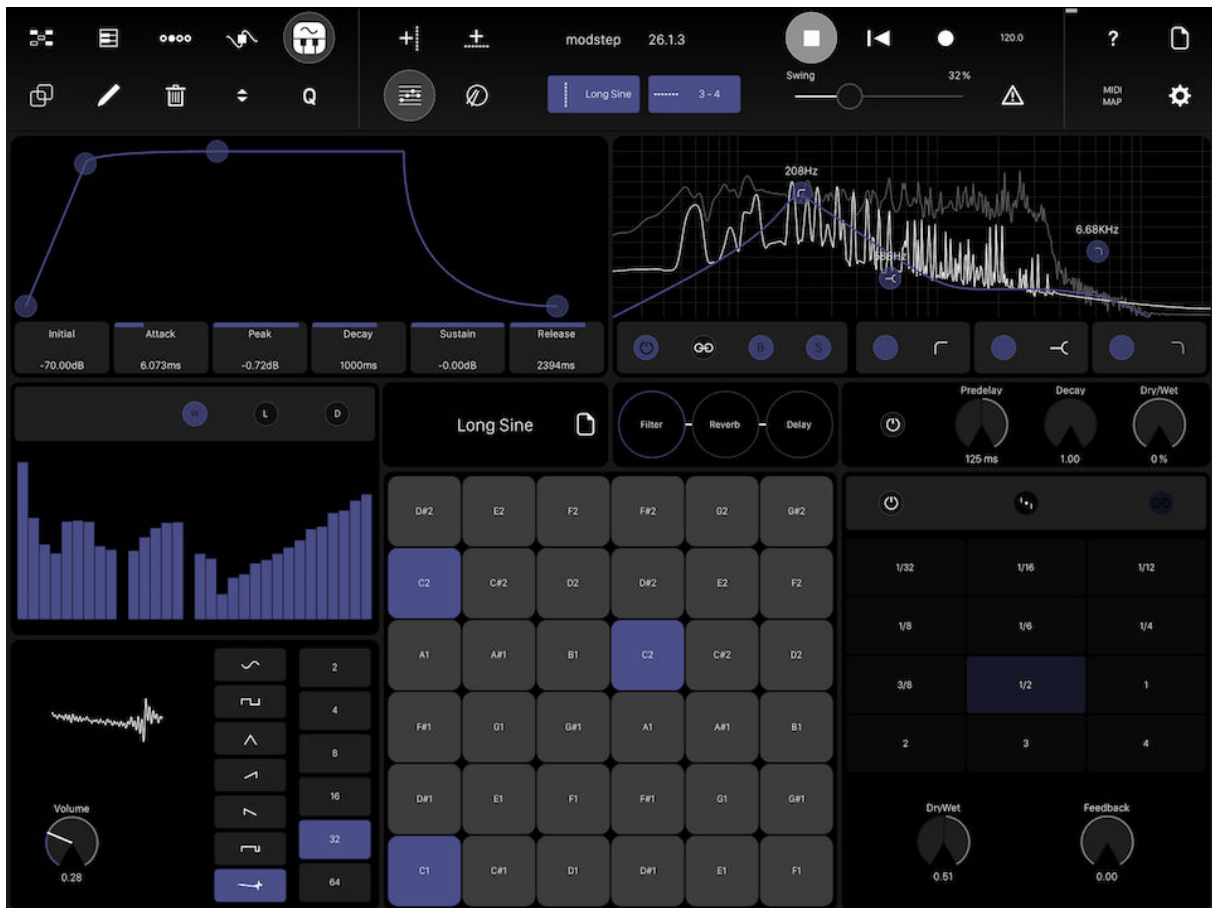 modstep 26.1.3 120.0 ?
Swing 32%
Q Long Sine 3 - 4 MIDI MAP
208Hz
6.68KHz
Initial Attack Peak Decay Sustain Release
-70.00dB 6.073ms -0.72dB 1000ms -0.00dB 2394ms
B S
W L D
Long Sine
Filter Reverb Delay
Predelay Decay Dry/Wet
125 ms 1.00 0%
D#2 E2 F2 F#2 G2 G#2
C2 C#2 D2 D#2 E2 F2
A1 A#1 B1 C2 C#2 D2
F#1 G1 G#1 A1 A#1 B1
D#1 E1 F1 F#1 G1 G#1
C1 C#1 D1 D#1 E1 F1
1/32 1/16 1/12
1/8 1/6 1/4
3/8 1/2 1
2 3 4
DryWet Feedback
0.51 0.00
2
4
8
16
32
64
Volume
0.28